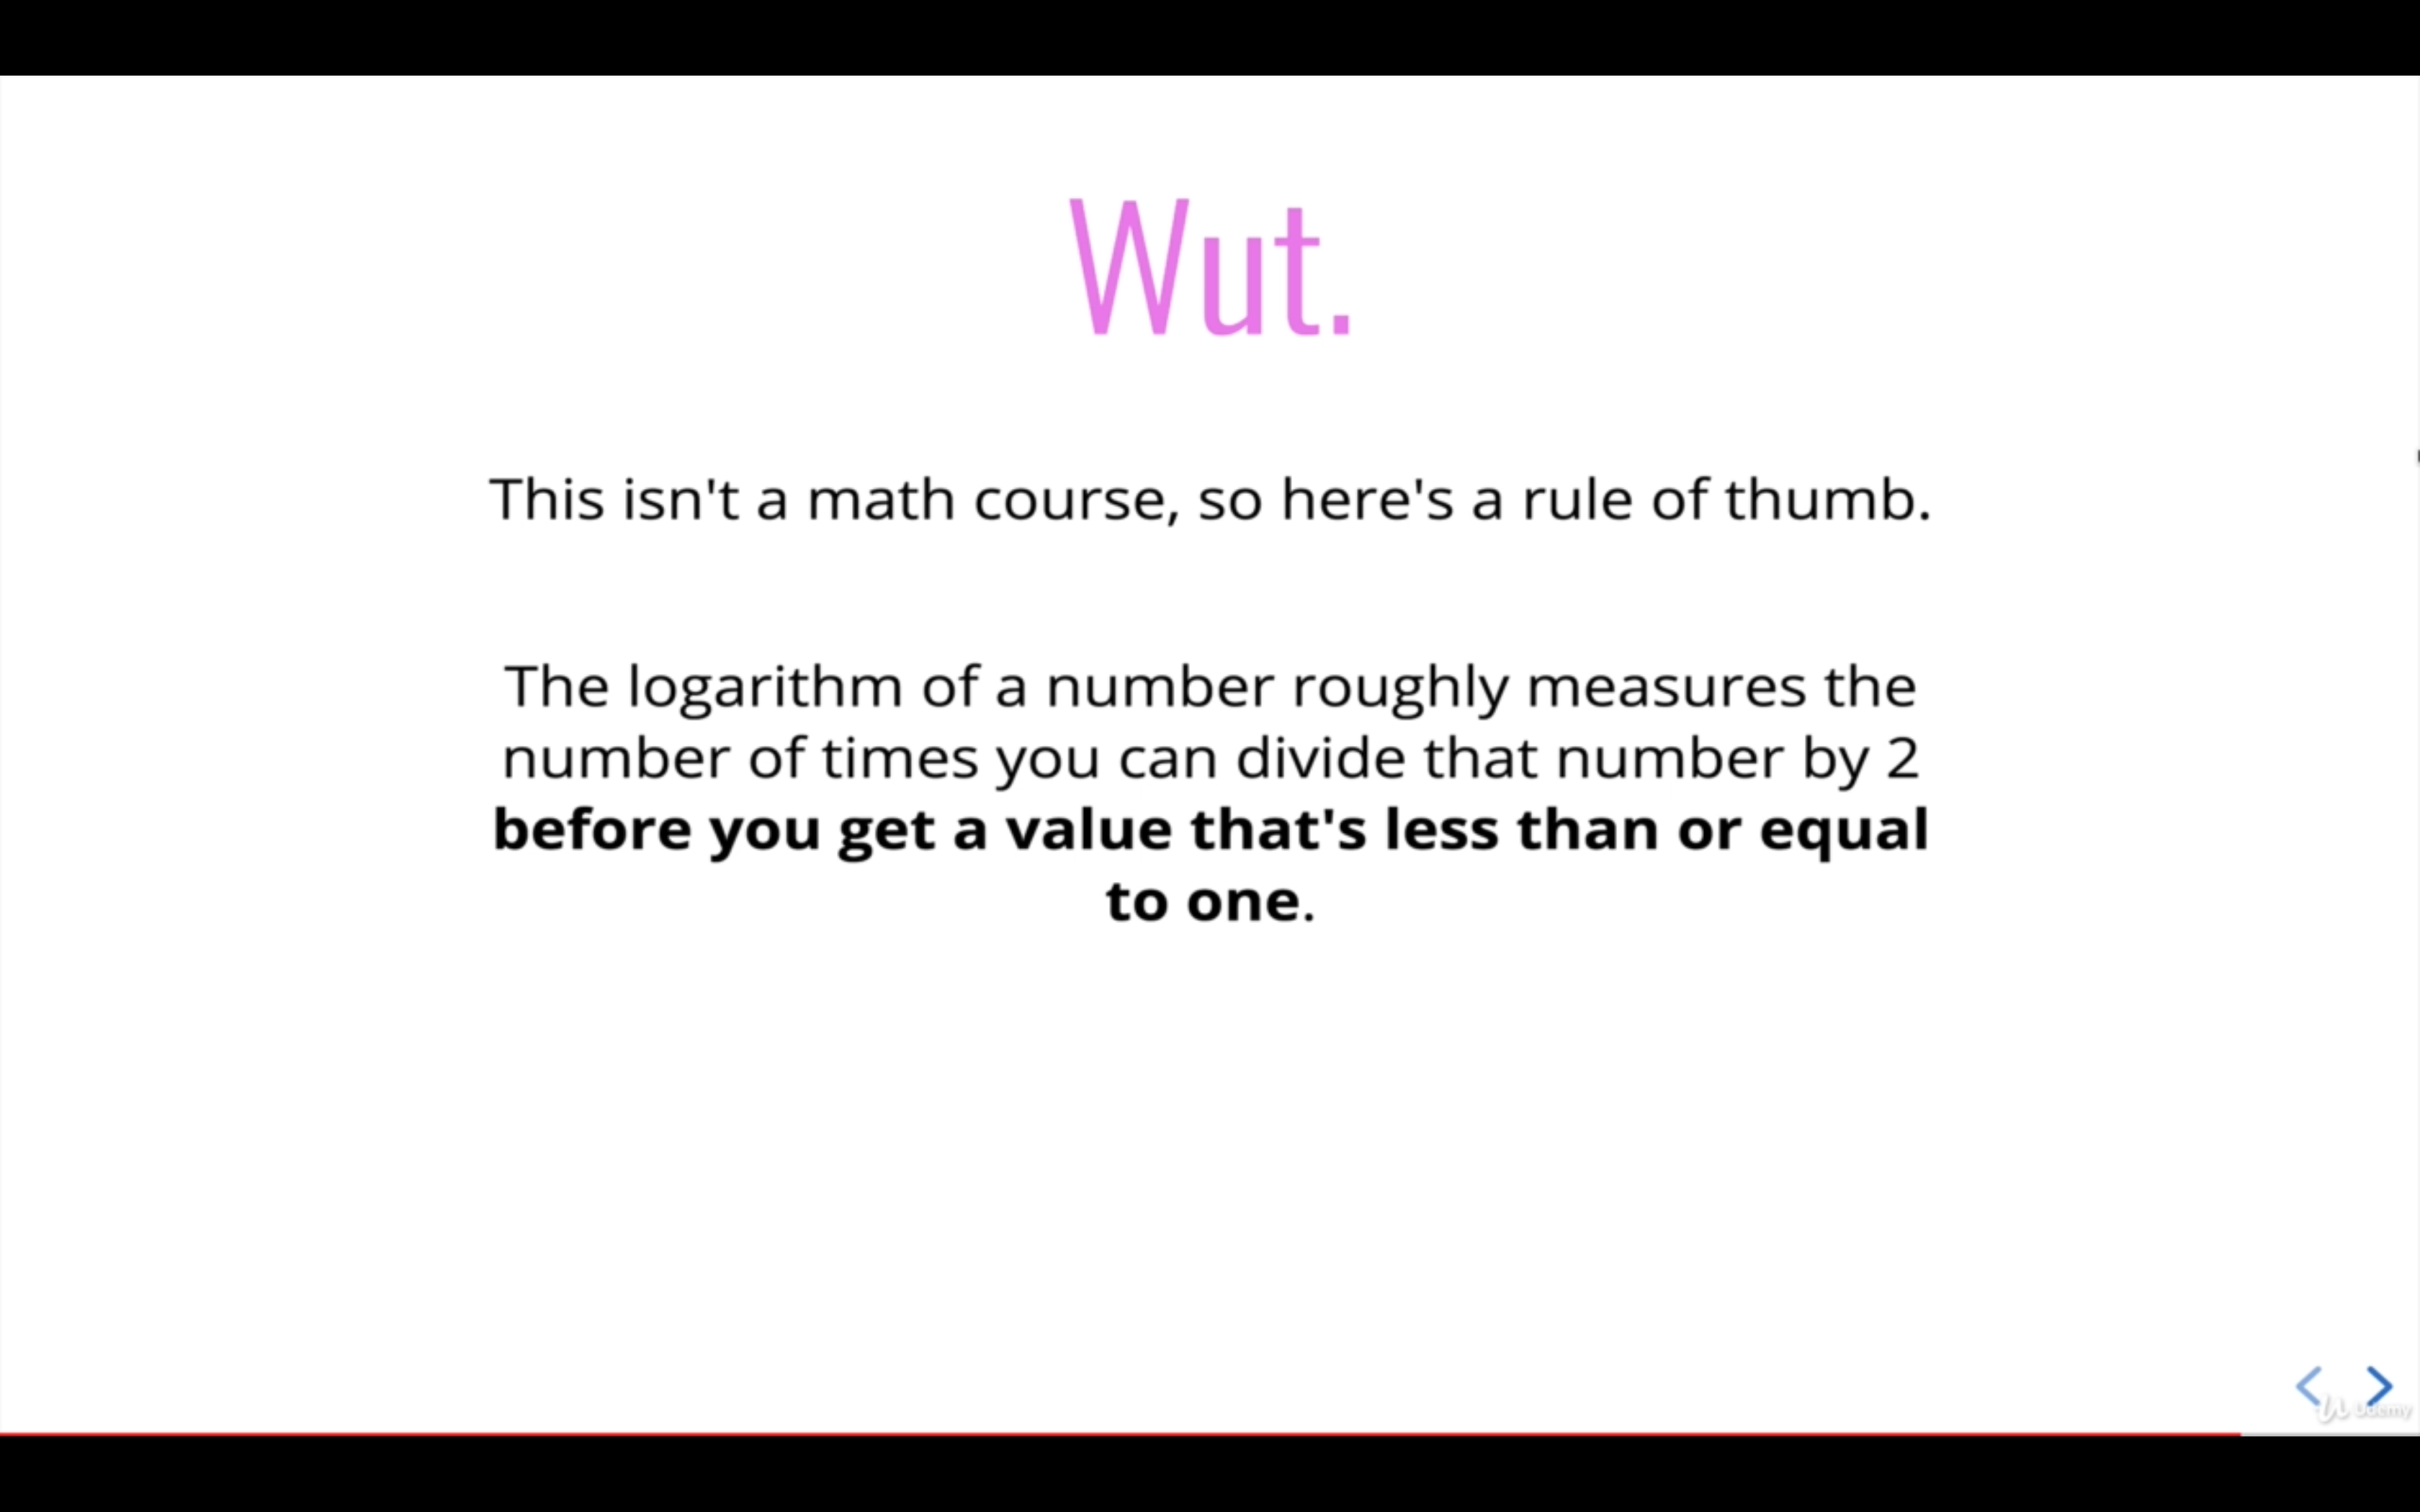 Wut.
This isn't a math course, so here's a rule of thumb.
The logarithm of a number roughly measures the
number of times you can divide that number by 2
before you get a value that's less than or equal
to one.
Udemy